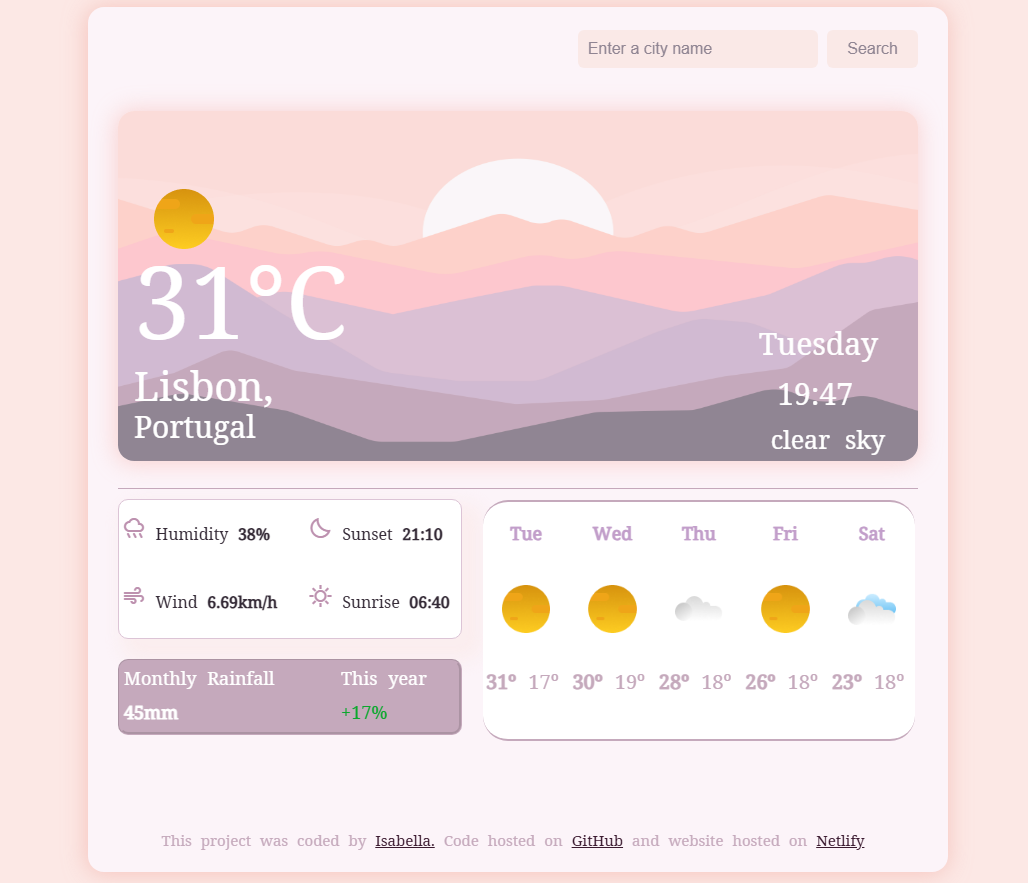 Enter a city name Search
31°C
Lisbon,
Portugal
Tuesday
19:47
clear sky
Humidity 38% Sunset 21:10
Wind 6.69km/h Sunrise 06:40
Monthly Rainfall This year
45mm +17%
Tue Wed Thu Fri Sat
31º 17º 30º 19º 28º 18º 26º 18º 23º 18º
This project was coded by Isabella. Code hosted on GitHub and website hosted on Netlify